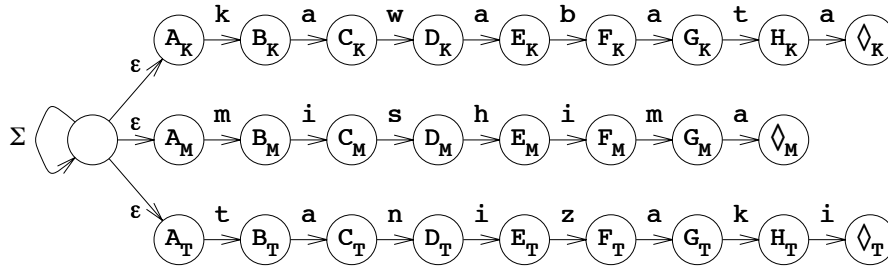 k a w a b a t a
A_K B_K C_K D_K E_K F_K G_K H_K ◊_K
ε
m i s h i m a
Σ ε A_M B_M C_M D_M E_M F_M G_M ◊_M
t a n i z a k i
ε A_T B_T C_T D_T E_T F_T G_T H_T ◊_T